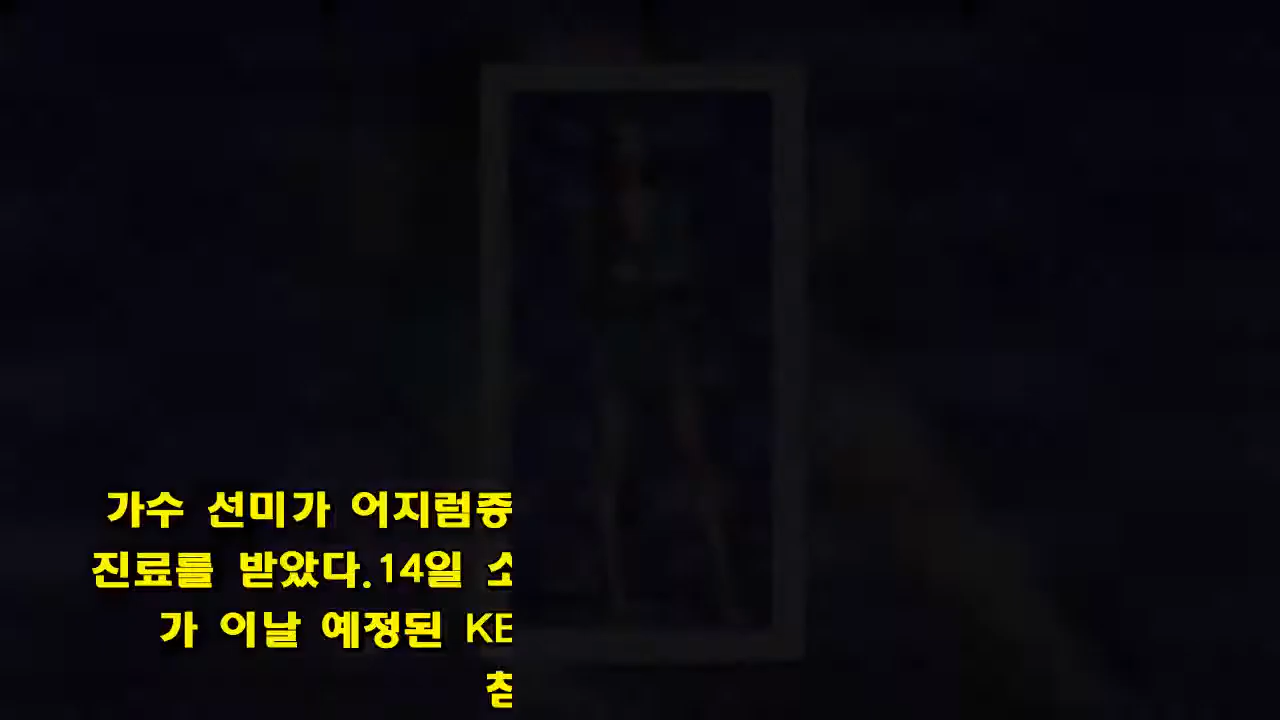 가수 선미가 어지럼증
진료를 받았다.14일
가 이날 예정된